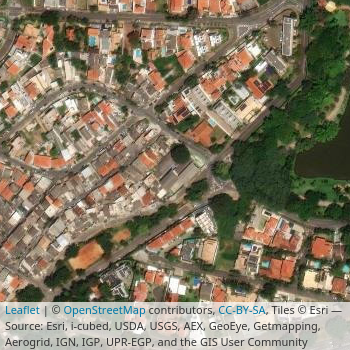 Leaflet | © OpenStreetMap contributors, CC-BY-SA, Tiles © Esri —
Source: Esri, i-cubed, USDA, USGS, AEX, GeoEye, Getmapping,
Aerogrid, IGN, IGP, UPR-EGP, and the GIS User Community